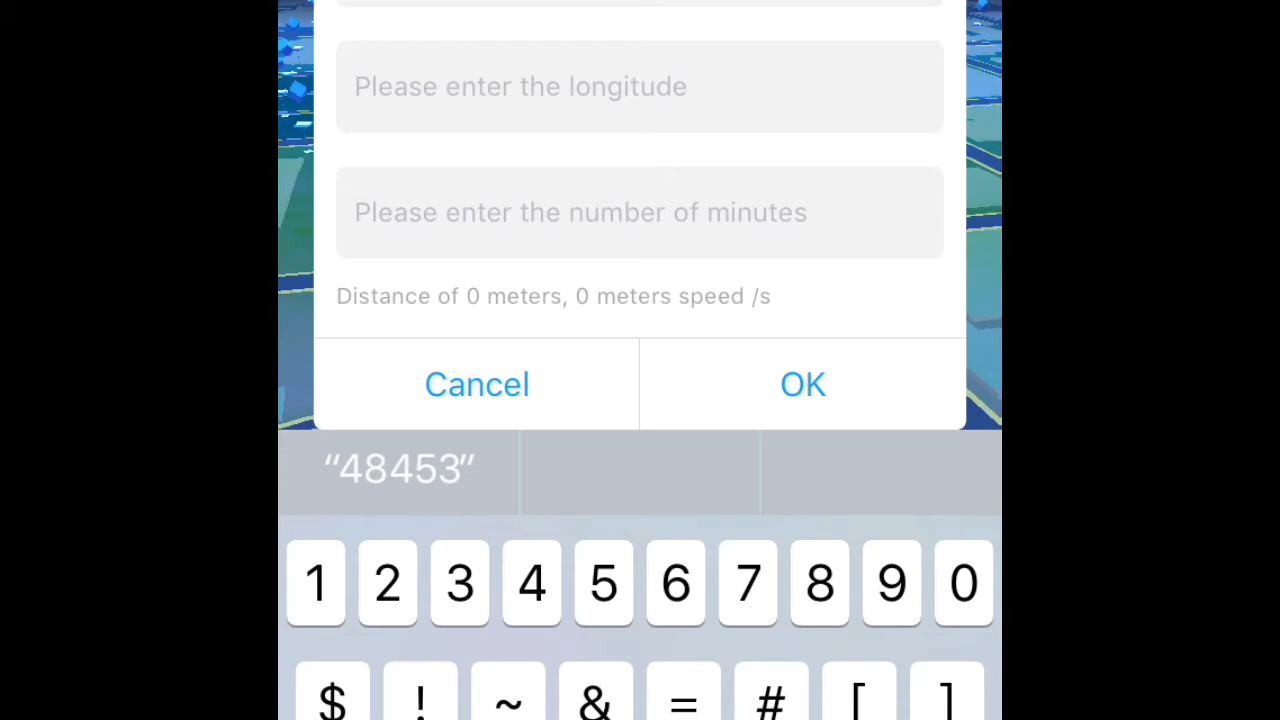 Please enter the longitude
Please enter the number of minutes
Distance of 0 meters, 0 meters speed /s
Cancel OK
“48453”
1 2 3 4 5 6 7 8 9 0
$ ! ~ & = # [ ]